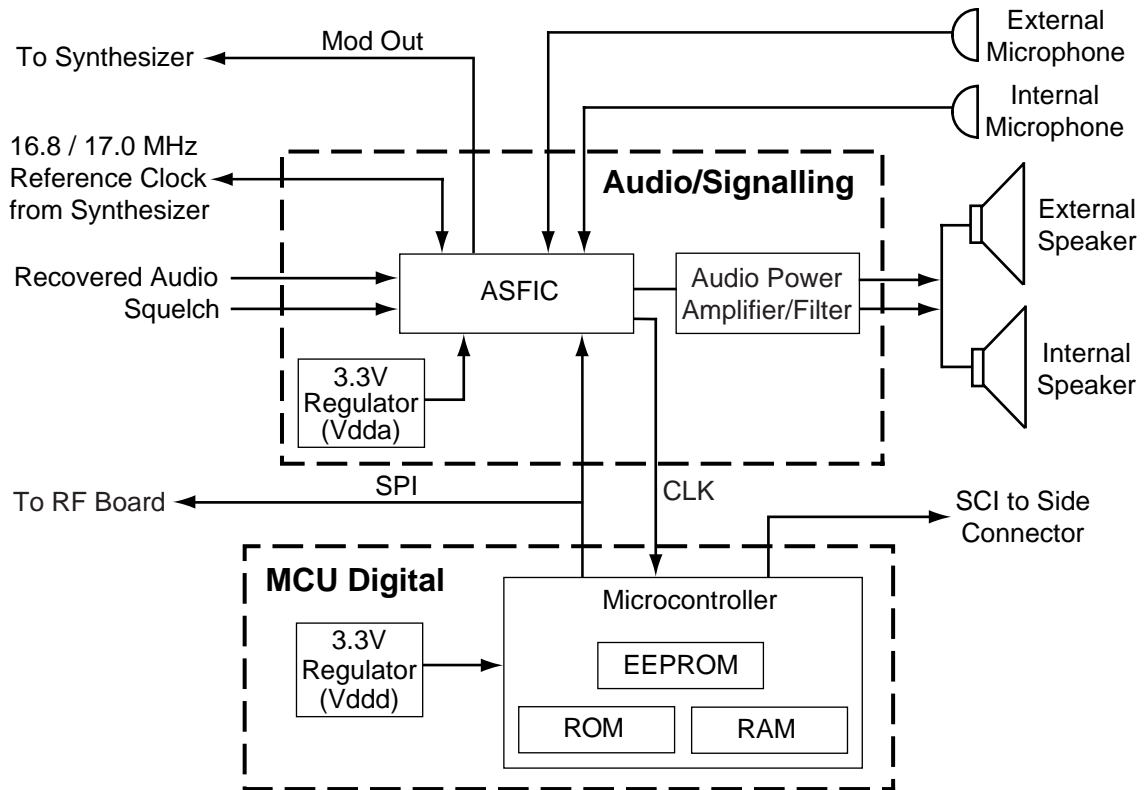 External
Microphone
Mod Out
To Synthesizer
Internal
Microphone
16.8 / 17.0 MHz
Reference Clock
from Synthesizer
Audio/Signalling
External
Speaker
Recovered Audio
Squelch
ASFIC
Audio Power
Amplifier/Filter
3.3V
Regulator
(Vdda)
Internal
Speaker
To RF Board
SPI
CLK
SCI to Side
Connector
MCU Digital
Microcontroller
3.3V
Regulator
(Vddd)
EEPROM
ROM
RAM